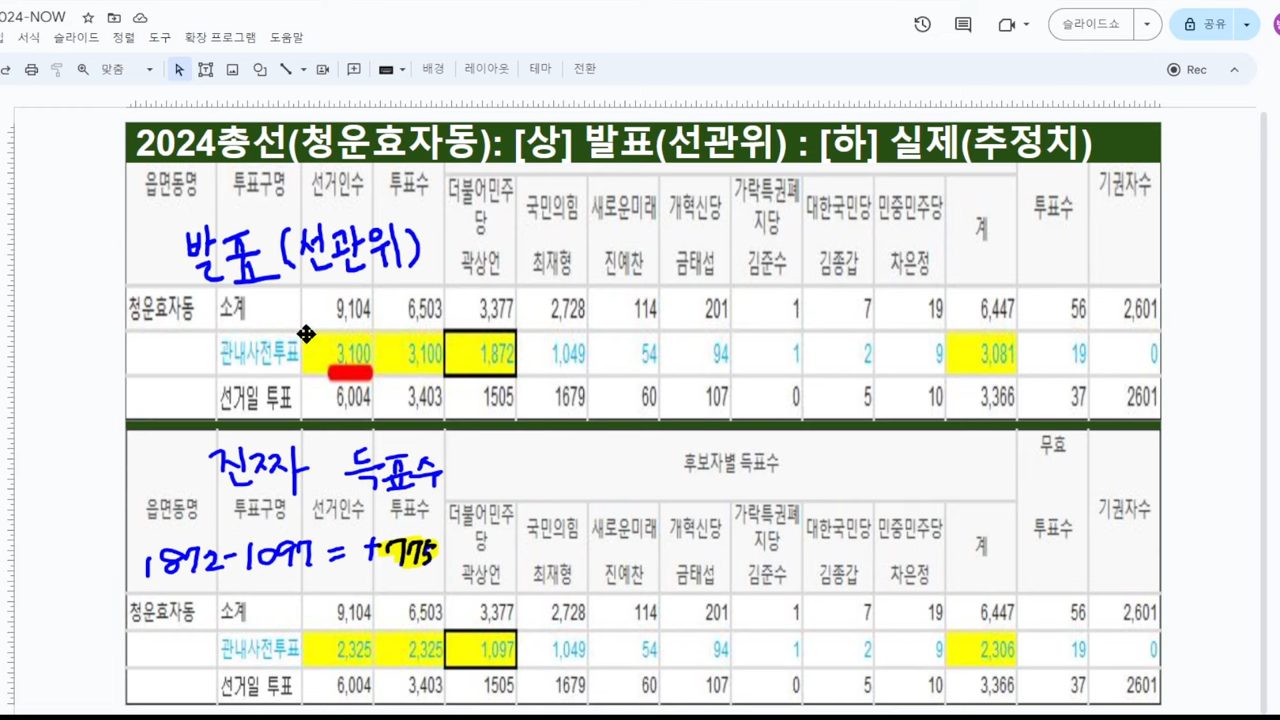 024-NOW
서식 슬라이드 정렬 도구 확장 프로그램 도움말
슬라이드쇼
공유
맞춤
배경 레이아웃 테마 전환
Rec
2024총선(청운효자동): [상] 발표(선관위) : [하] 실제(추정치)
읍면동명 투표구명 선거인수 투표수 더불어민주당 곽상언 국민의힘 최재형 새로운미래 진예찬 개혁신당 금태섭 가락특권폐지당 김준수 대한국민당 김종갑 민중민주당 차은정 계 투표수 기권자수
발표(선관위)
청운효자동 소계 9,104 6,503 3,377 2,728 114 201 1 7 19 6,447 56 2,601
관내사전투표 3,100 3,100 1,872 1,049 54 94 1 2 9 3,081 19 0
선거일 투표 6,004 3,403 1505 1679 60 107 0 5 10 3,366 37 2601
진짜 득표수
후보자별 득표수
무효
읍면동명 투표구명 선거인수 투표수 더불어민주당 곽상언 국민의힘 최재형 새로운미래 진예찬 개혁신당 금태섭 가락특권폐지당 김준수 대한국민당 김종갑 민중민주당 차은정 계 투표수 기권자수
1872-1097 = +775
청운효자동 소계 9,104 6,503 3,377 2,728 114 201 1 7 19 6,447 56 2,601
관내사전투표 2,325 2,325 1,097 1,049 54 94 1 2 9 2,306 19 0
선거일 투표 6,004 3,403 1505 1679 60 107 0 5 10 3,366 37 2601